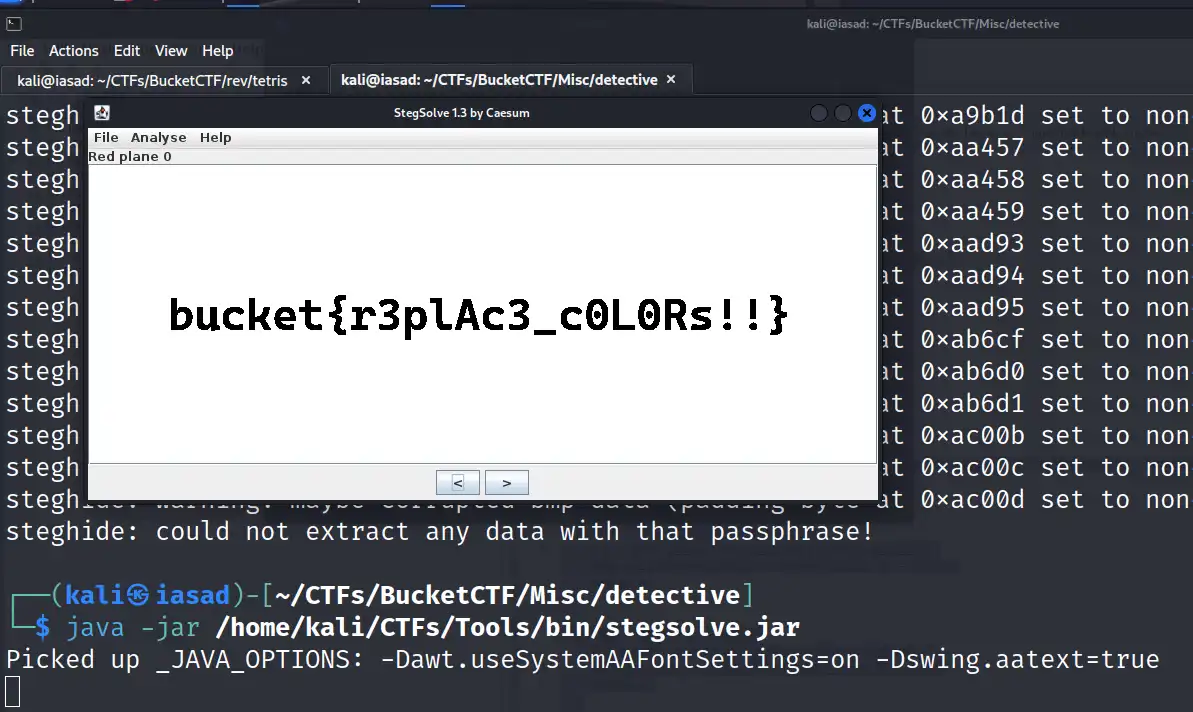 kali@iasad: ~/CTFs/BucketCTF/Misc/detective
File Actions Edit View Help
kali@iasad: ~/CTFs/BucketCTF/rev/tetris × kali@iasad: ~/CTFs/BucketCTF/Misc/detective ×
StegSolve 1.3 by Caesum
File Analyse Help
Red plane 0
bucket{r3plAc3_c0L0Rs!!}
< >
stegh at 0×a9b1d set to non
stegh at 0×aa457 set to non
stegh at 0×aa458 set to non
stegh at 0×aa459 set to non
stegh at 0×aad93 set to non
stegh at 0×aad94 set to non
stegh at 0×aad95 set to non
stegh at 0×ab6cf set to non
stegh at 0×ab6d0 set to non
stegh at 0×ab6d1 set to non
stegh at 0×ac00b set to non
stegh at 0×ac00c set to non
steghide: warning: maybe corrupted bmp data (padding byte at 0×ac00d set to non
steghide: could not extract any data with that passphrase!
┌──(kali㉿iasad)-[~/CTFs/BucketCTF/Misc/detective]
└─$ java -jar /home/kali/CTFs/Tools/bin/stegsolve.jar
Picked up _JAVA_OPTIONS: -Dawt.useSystemAAFontSettings=on -Dswing.aatext=true